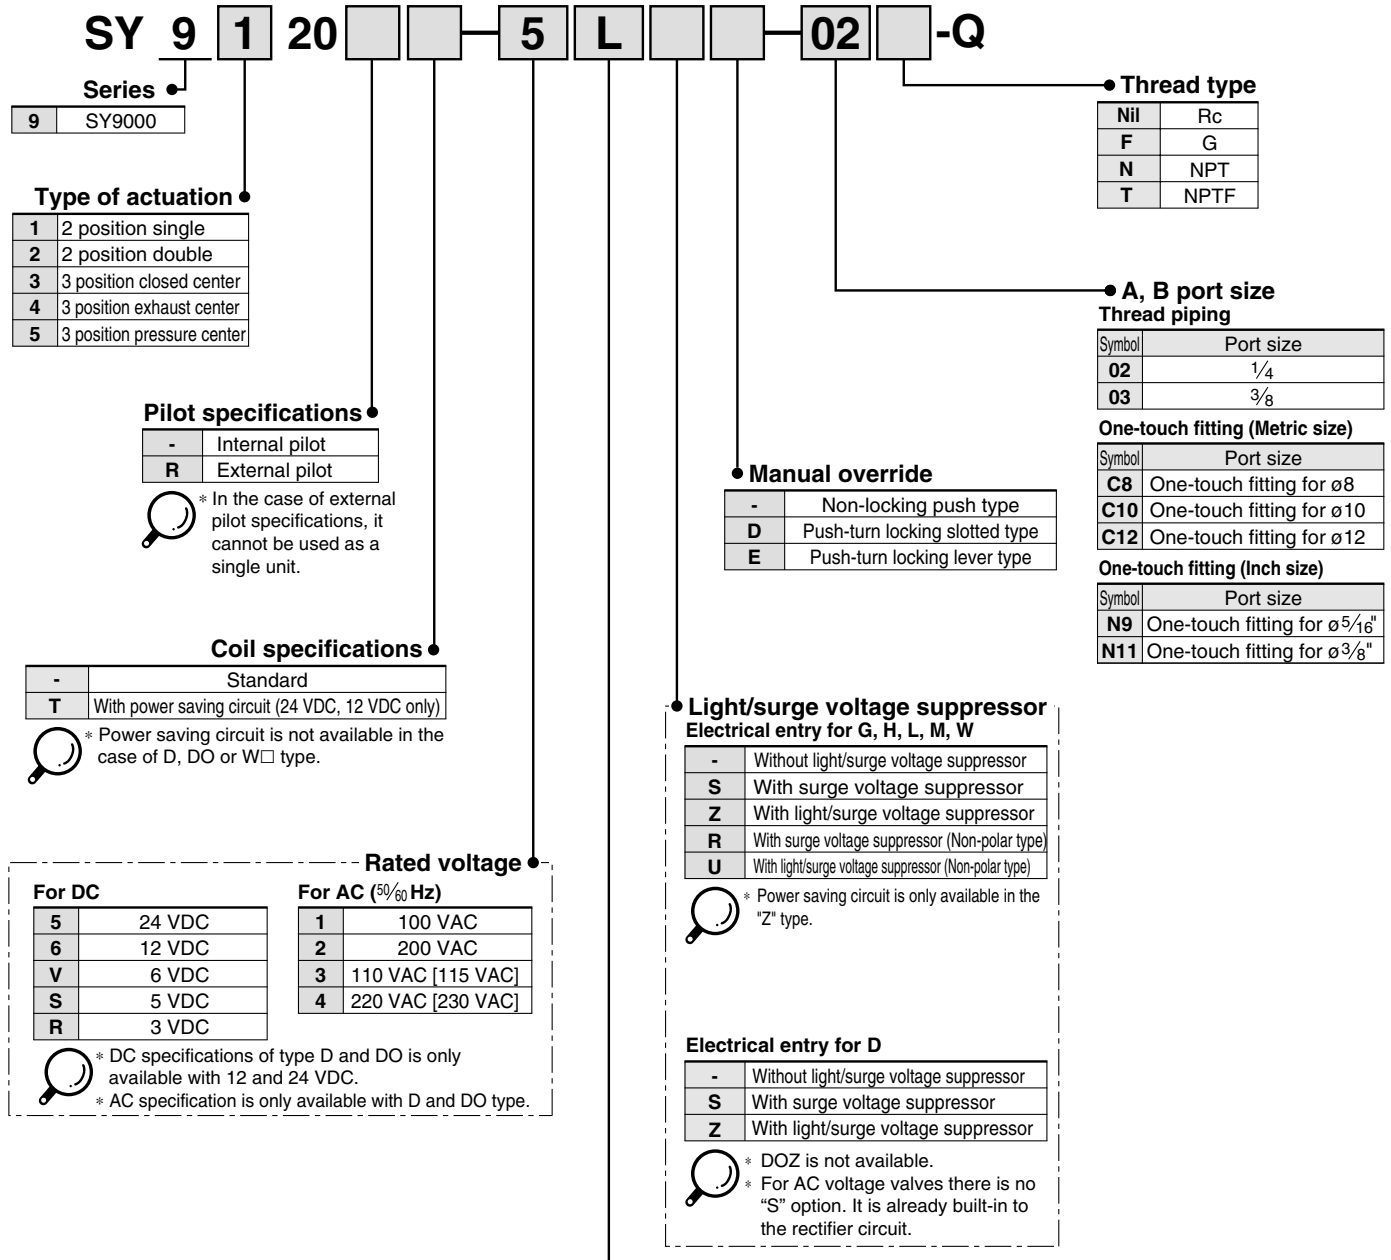 SY 9 1 20 5 L 02 -Q
Series
9 SY9000
Type of actuation
1 2 position single
2 2 position double
3 3 position closed center
4 3 position exhaust center
5 3 position pressure center
Pilot specifications
- Internal pilot
R External pilot
* In the case of external
pilot specifications, it
cannot be used as a
single unit.
Coil specifications
- Standard
T With power saving circuit (24 VDC, 12 VDC only)
* Power saving circuit is not available in the
case of D, DO or W□ type.
Rated voltage
For DC
5 24 VDC
6 12 VDC
V 6 VDC
S 5 VDC
R 3 VDC
For AC (50/60 Hz)
1 100 VAC
2 200 VAC
3 110 VAC [115 VAC]
4 220 VAC [230 VAC]
* DC specifications of type D and DO is only
available with 12 and 24 VDC.
* AC specification is only available with D and DO type.
Thread type
Nil Rc
F G
N NPT
T NPTF
A, B port size
Thread piping
Symbol Port size
02 1/4
03 3/8
One-touch fitting (Metric size)
Symbol Port size
C8 One-touch fitting for ø8
C10 One-touch fitting for ø10
C12 One-touch fitting for ø12
One-touch fitting (Inch size)
Symbol Port size
N9 One-touch fitting for ø5/16"
N11 One-touch fitting for ø3/8"
Manual override
- Non-locking push type
D Push-turn locking slotted type
E Push-turn locking lever type
Light/surge voltage suppressor
Electrical entry for G, H, L, M, W
- Without light/surge voltage suppressor
S With surge voltage suppressor
Z With light/surge voltage suppressor
R With surge voltage suppressor (Non-polar type)
U With light/surge voltage suppressor (Non-polar type)
* Power saving circuit is only available in the
"Z" type.
Electrical entry for D
- Without light/surge voltage suppressor
S With surge voltage suppressor
Z With light/surge voltage suppressor
* DOZ is not available.
* For AC voltage valves there is no
“S” option. It is already built-in to
the rectifier circuit.